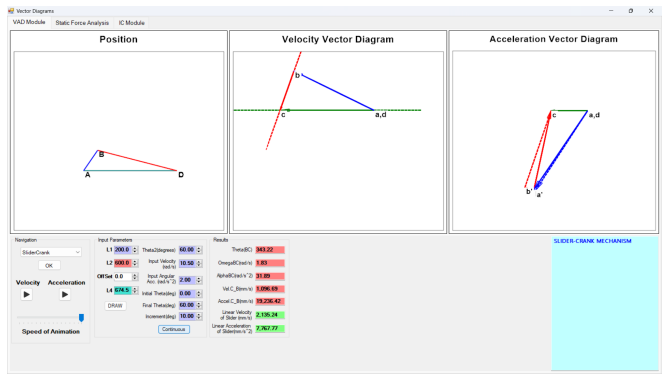 Vector Diagrams
VAD Module Static Force Analysis IC Module
Position
Velocity Vector Diagram
Acceleration Vector Diagram
B
A
D
b
c
a,d
c
a,d
b'
a'
Navigation
SliderCrank
OK
Velocity Acceleration
Speed of Animation
Input Parameters
L1 200.0 Theta2(degrees) 60.00
L2 600.0 Input Velocity (rad/s) 10.50
OffSet 0.0 Input Angular Acc. (rad/s^2) 2.00
L4 674.5 Initial Theta(deg) 0.00
DRAW Final Theta(deg) 60.00
Increment(deg) 10.00
Continuous
Results
Theta(BC) 343.22
OmegaBC(rad/s) 1.83
AlphaBC(rad/s^2) 31.89
Vel.C_B(mm/s) 1,096.69
Accel.C_B(mm/s) 19,236.42
Linear Velocity of Slider (mm/s) 2,135.24
Linear Acceleration of Slider(mm/s^2) 7,767.77
SLIDER-CRANK MECHANISM